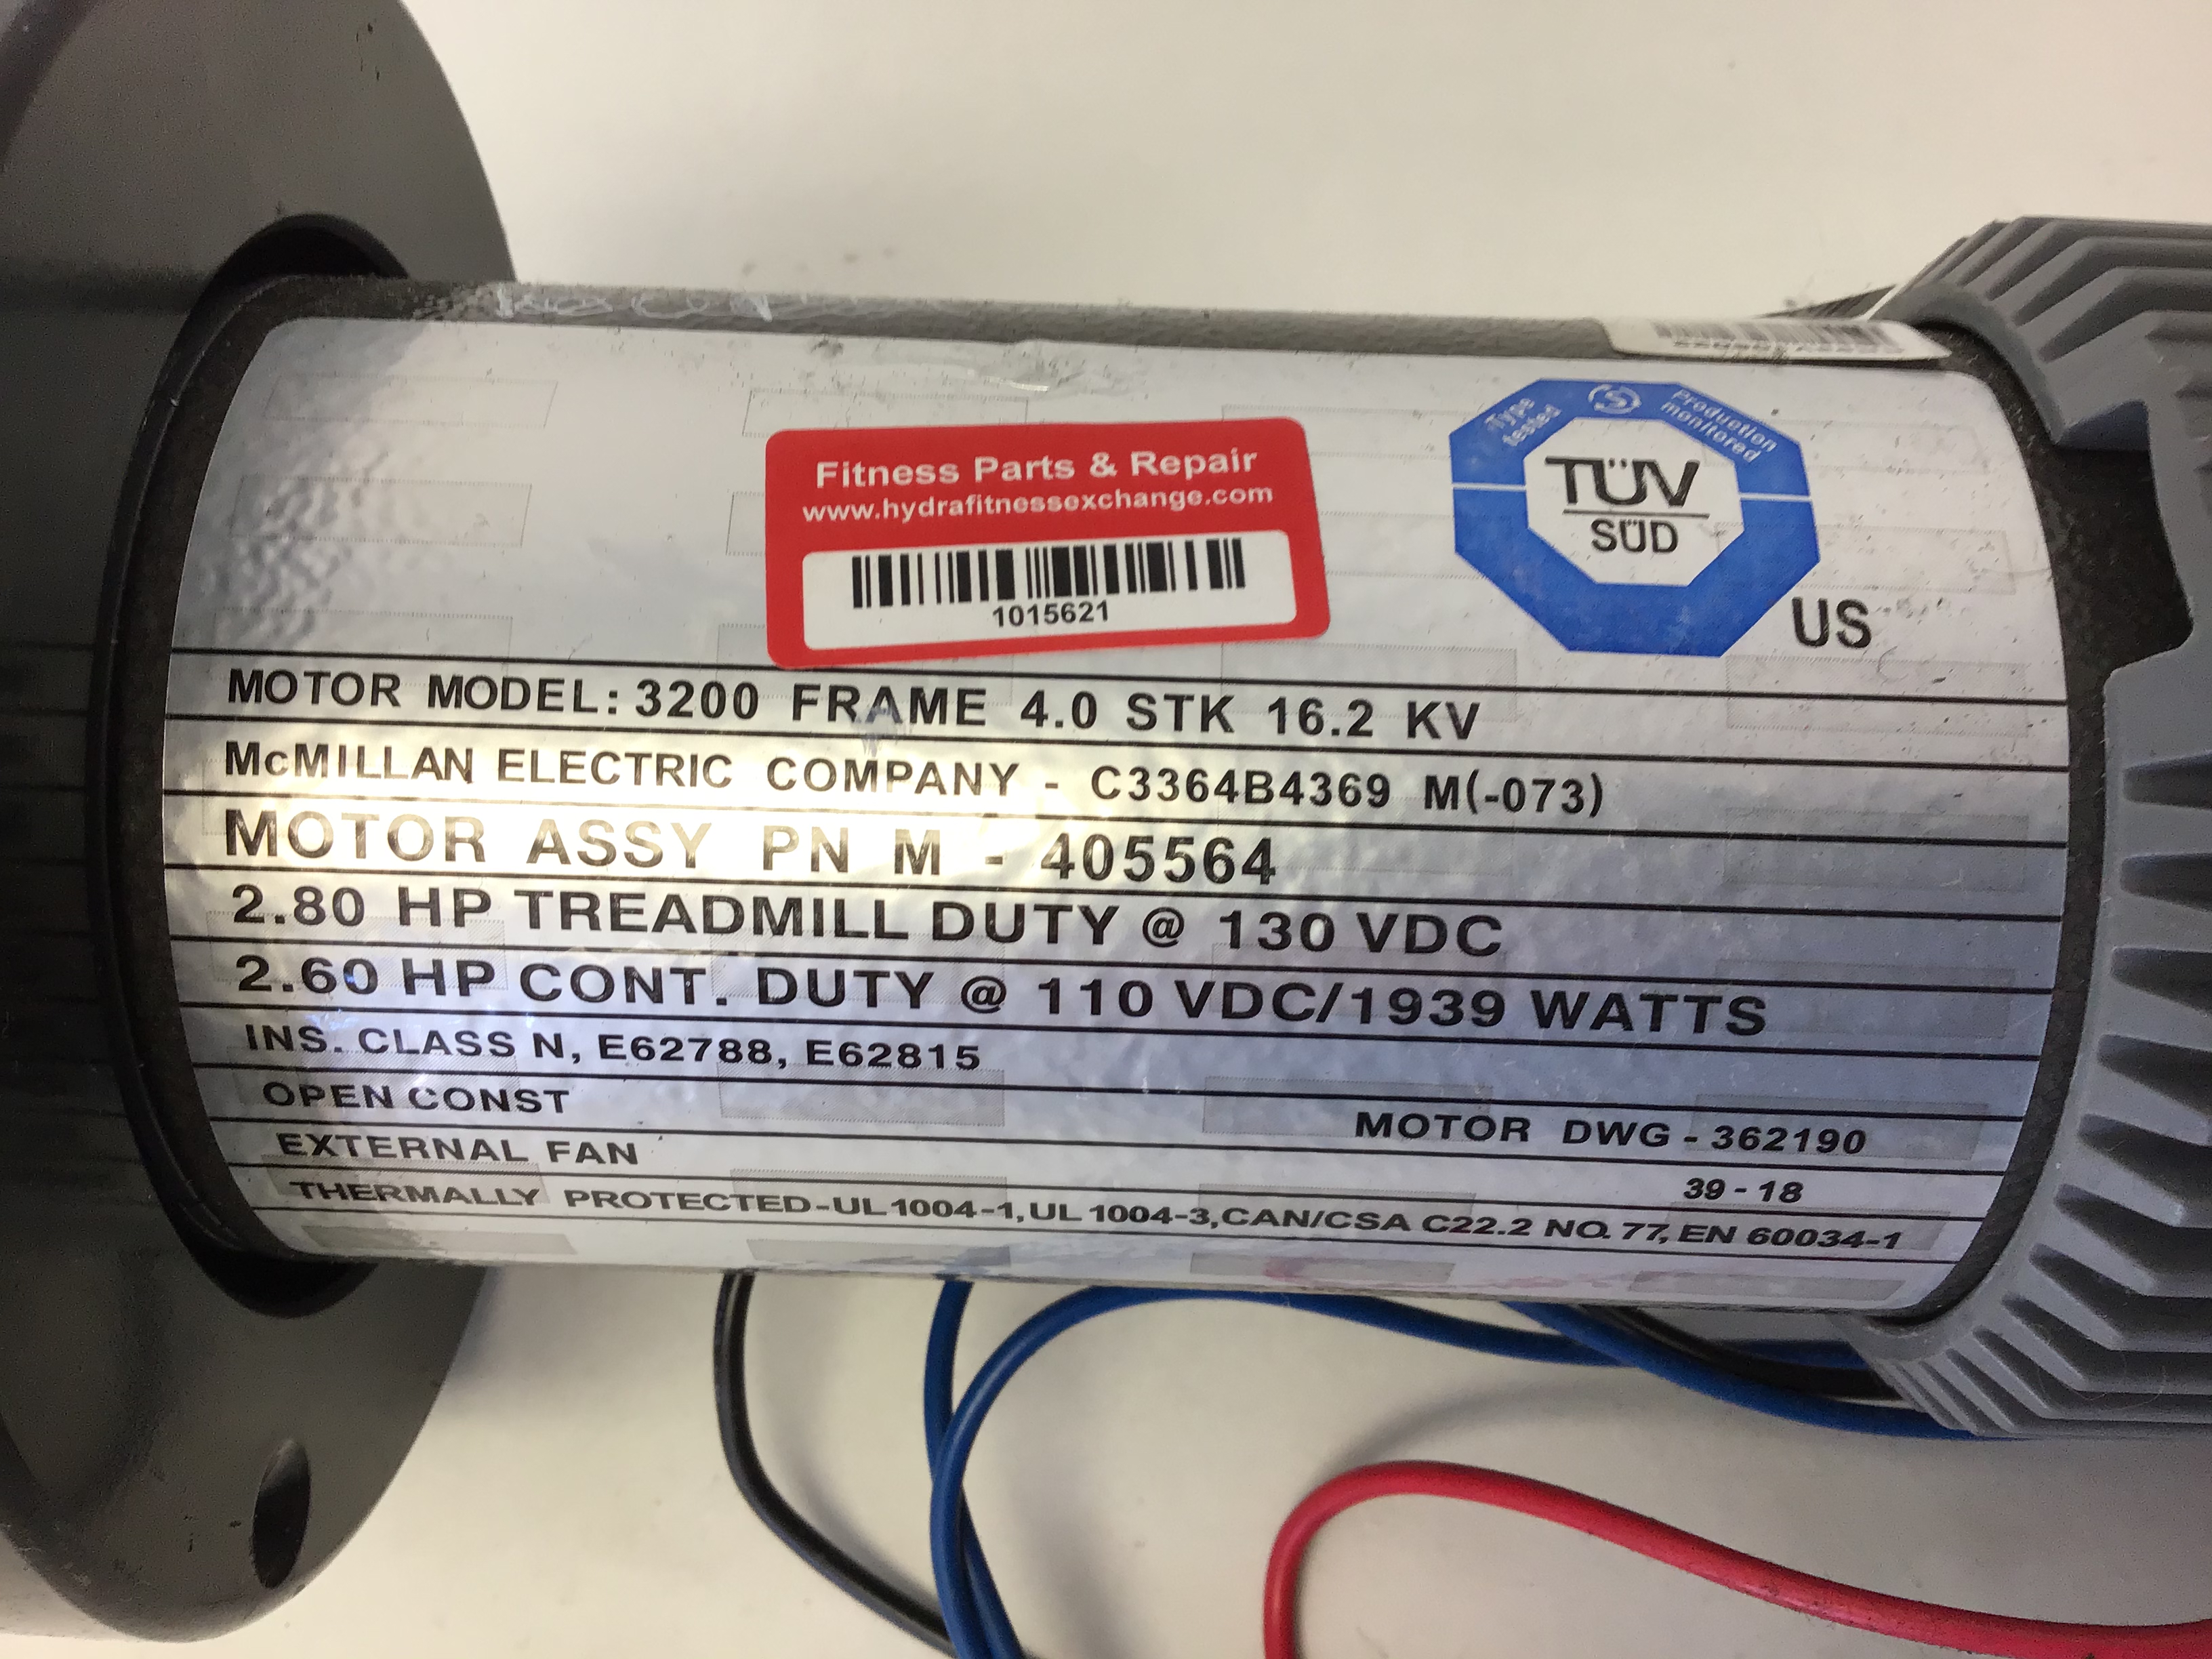 Fitness Parts & Repair
www.hydrafitnessexchange.com
1015621
Type tested
Production monitored
TÜV
SÜD
US
MOTOR MODEL: 3200 FRAME 4.0 STK 16.2 KV
McMILLAN ELECTRIC COMPANY - C3364B4369 M(-073)
MOTOR ASSY PN M - 405564
2.80 HP TREADMILL DUTY @ 130 VDC
2.60 HP CONT. DUTY @ 110 VDC/1939 WATTS
INS. CLASS N, E62788, E62815
OPEN CONST
MOTOR DWG - 362190
EXTERNAL FAN
39 - 18
THERMALLY PROTECTED-UL1004-1, UL 1004-3, CAN/CSA C22.2 NO. 77, EN 60034-1